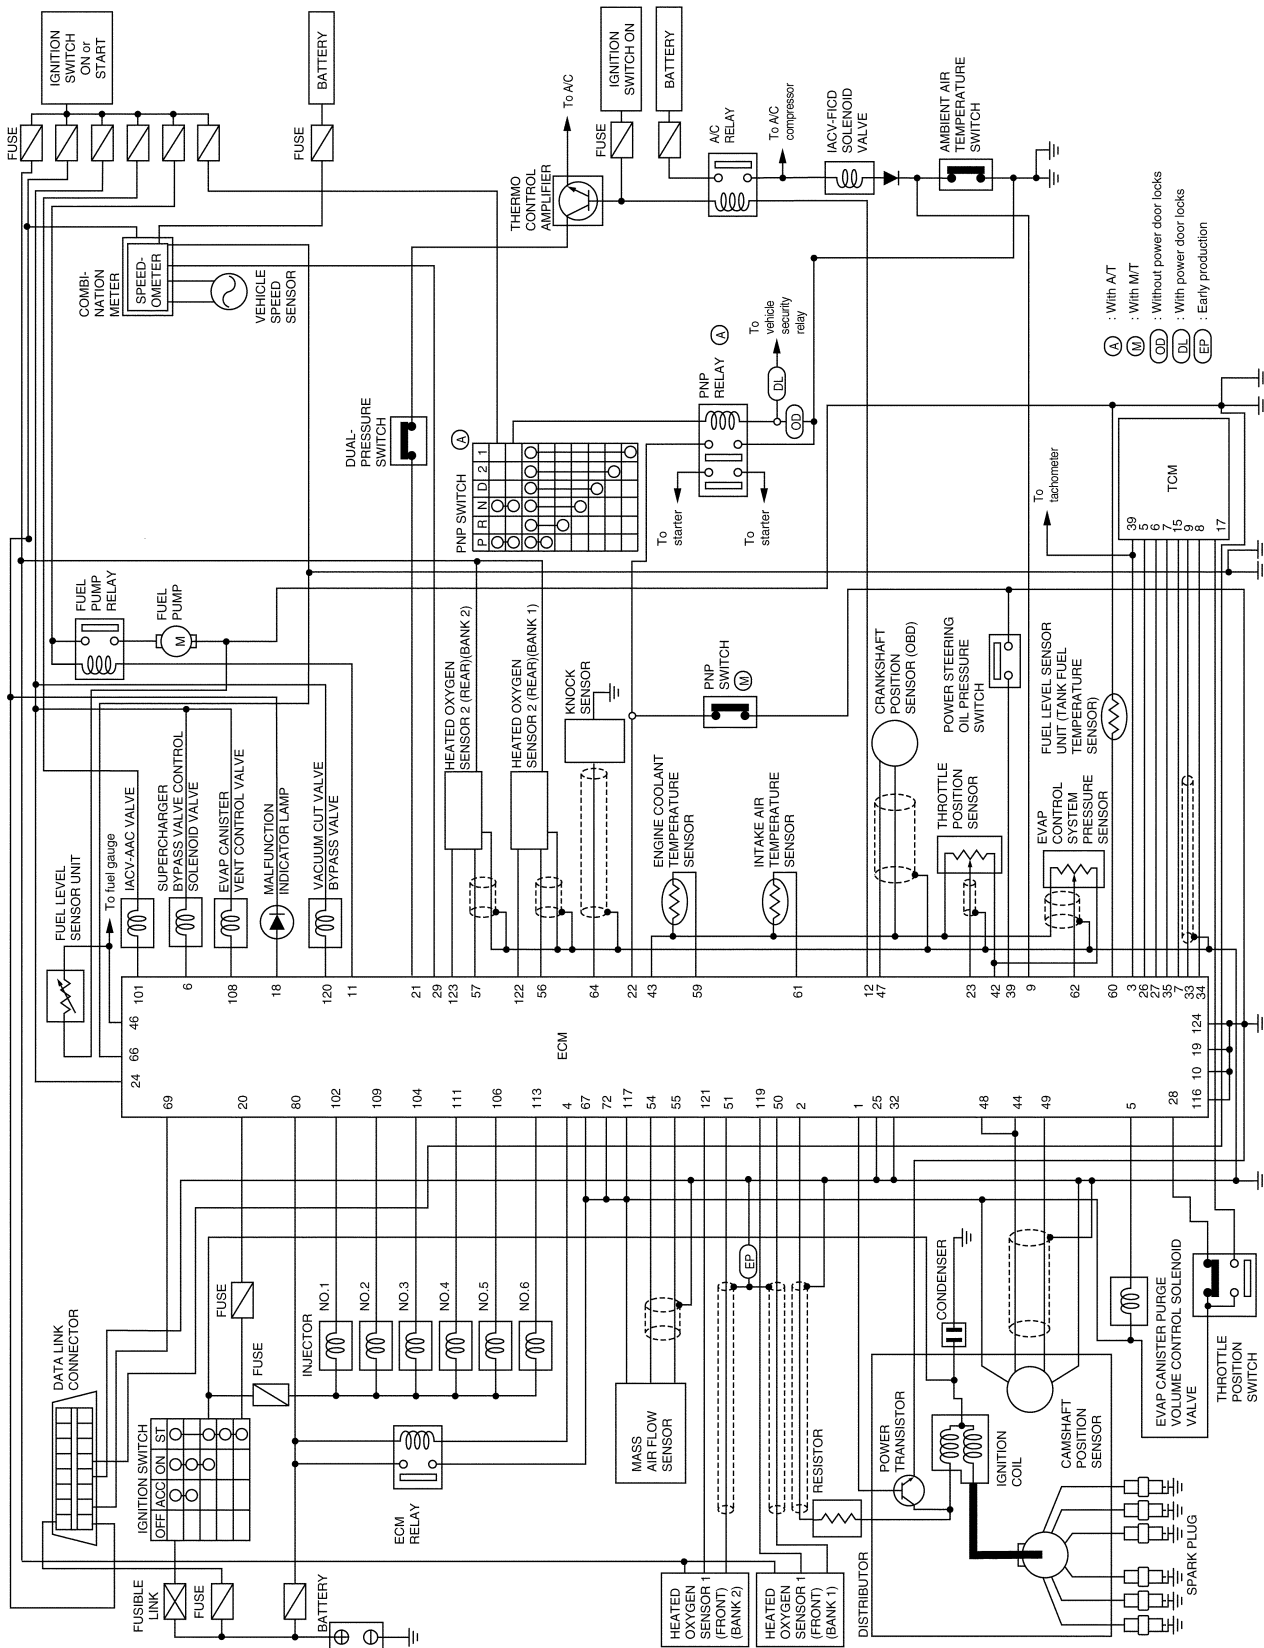 IGNITION
SWITCH
ON or
START
FUSE
BATTERY
FUSE
COMBI-
NATION
METER
SPEED-
OMETER
VEHICLE
SPEED
SENSOR
To A/C
THERMO
CONTROL
AMPLIFIER
IGNITION
SWITCH ON
BATTERY
FUSE
A/C
RELAY
To A/C
compressor
IACV-FICD
SOLENOID
VALVE
AMBIENT AIR
TEMPERATURE
SWITCH
DUAL-
PRESSURE
SWITCH
PNP SWITCH
A
P R N D 2 1
PNP
RELAY
A
To
vehicle
security
relay
DL
OD
To
starter
To
starter
A : With A/T
M : With M/T
OD : Without power door locks
DL : With power door locks
EP : Early production
To
tachometer
TCM
39
5
6
7
15
9
8
17
FUEL
PUMP
RELAY
FUEL
PUMP
M
HEATED OXYGEN
SENSOR 2 (REAR)(BANK 2)
HEATED OXYGEN
SENSOR 2 (REAR)(BANK 1)
KNOCK
SENSOR
PNP
SWITCH
M
CRANKSHAFT
POSITION
SENSOR (OBD)
POWER STEERING
OIL PRESSURE
SWITCH
FUEL LEVEL SENSOR
UNIT (TANK FUEL
TEMPERATURE
SENSOR)
FUEL LEVEL
SENSOR UNIT
To fuel gauge
IACV-AAC VALVE
SUPERCHARGER
BYPASS VALVE CONTROL
SOLENOID VALVE
EVAP CANISTER
VENT CONTROL VALVE
MALFUNCTION
INDICATOR LAMP
VACUUM CUT VALVE
BYPASS VALVE
ENGINE COOLANT
TEMPERATURE
SENSOR
INTAKE AIR
TEMPERATURE
SENSOR
THROTTLE
POSITION
SENSOR
EVAP
CONTROL
SYSTEM
PRESSURE
SENSOR
101
6
108
18
120
11
21
29
123
57
122
56
64
22
43
59
61
12
47
23
42
39
9
62
60
3
26
27
35
7
33
34
46
66
24
ECM
124
19
10
116
69
20
80
102
109
104
111
106
113
4
67
72
117
54
55
121
51
119
50
2
1
25
32
48
44
49
5
28
DATA LINK
CONNECTOR
FUSE
FUSE
INJECTOR
NO.1
NO.2
NO.3
NO.4
NO.5
NO.6
IGNITION SWITCH
OFF ACC ON ST
ECM
RELAY
MASS
AIR FLOW
SENSOR
EP
RESISTOR
CONDENSER
POWER
TRANSISTOR
IGNITION
COIL
CAMSHAFT
POSITION
SENSOR
EVAP CANISTER PURGE
VOLUME CONTROL SOLENOID
VALVE
THROTTLE
POSITION
SWITCH
FUSIBLE
LINK
FUSE
BATTERY
HEATED
OXYGEN
SENSOR 1
(FRONT)
(BANK 2)
HEATED
OXYGEN
SENSOR 1
(FRONT)
(BANK 1)
DISTRIBUTOR
SPARK PLUG